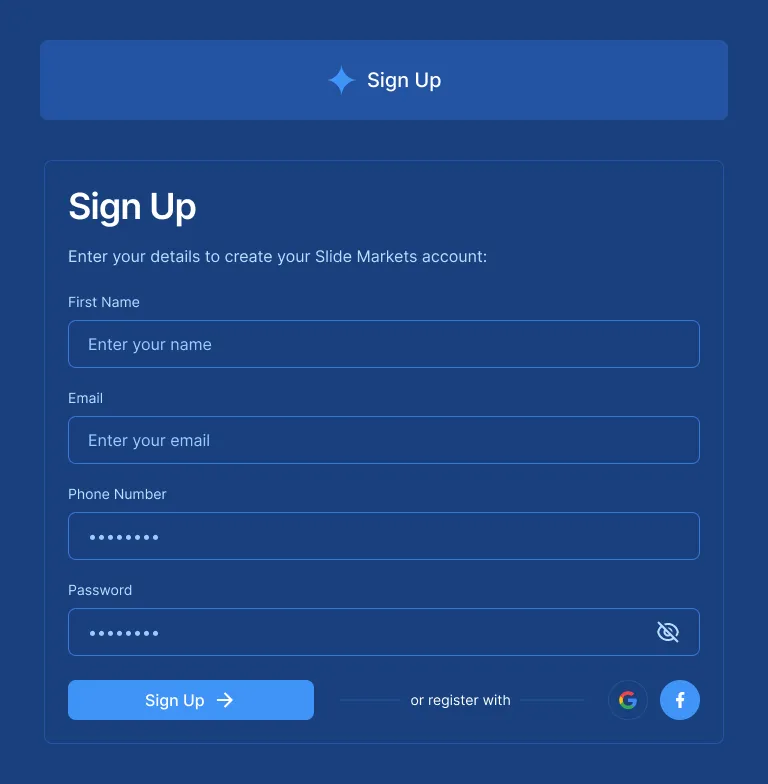 Sign Up
Sign Up
Enter your details to create your Slide Markets account:
First Name
Enter your name
Email
Enter your email
Phone Number
••••••••
Password
••••••••
Sign Up → or register with G f